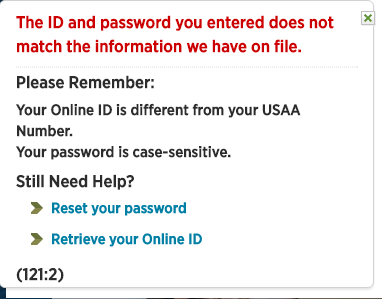 The ID and password you entered does not
match the information we have on file.
Please Remember:
Your Online ID is different from your USAA
Number.
Your password is case-sensitive.
Still Need Help?
Reset your password
Retrieve your Online ID
(121:2)